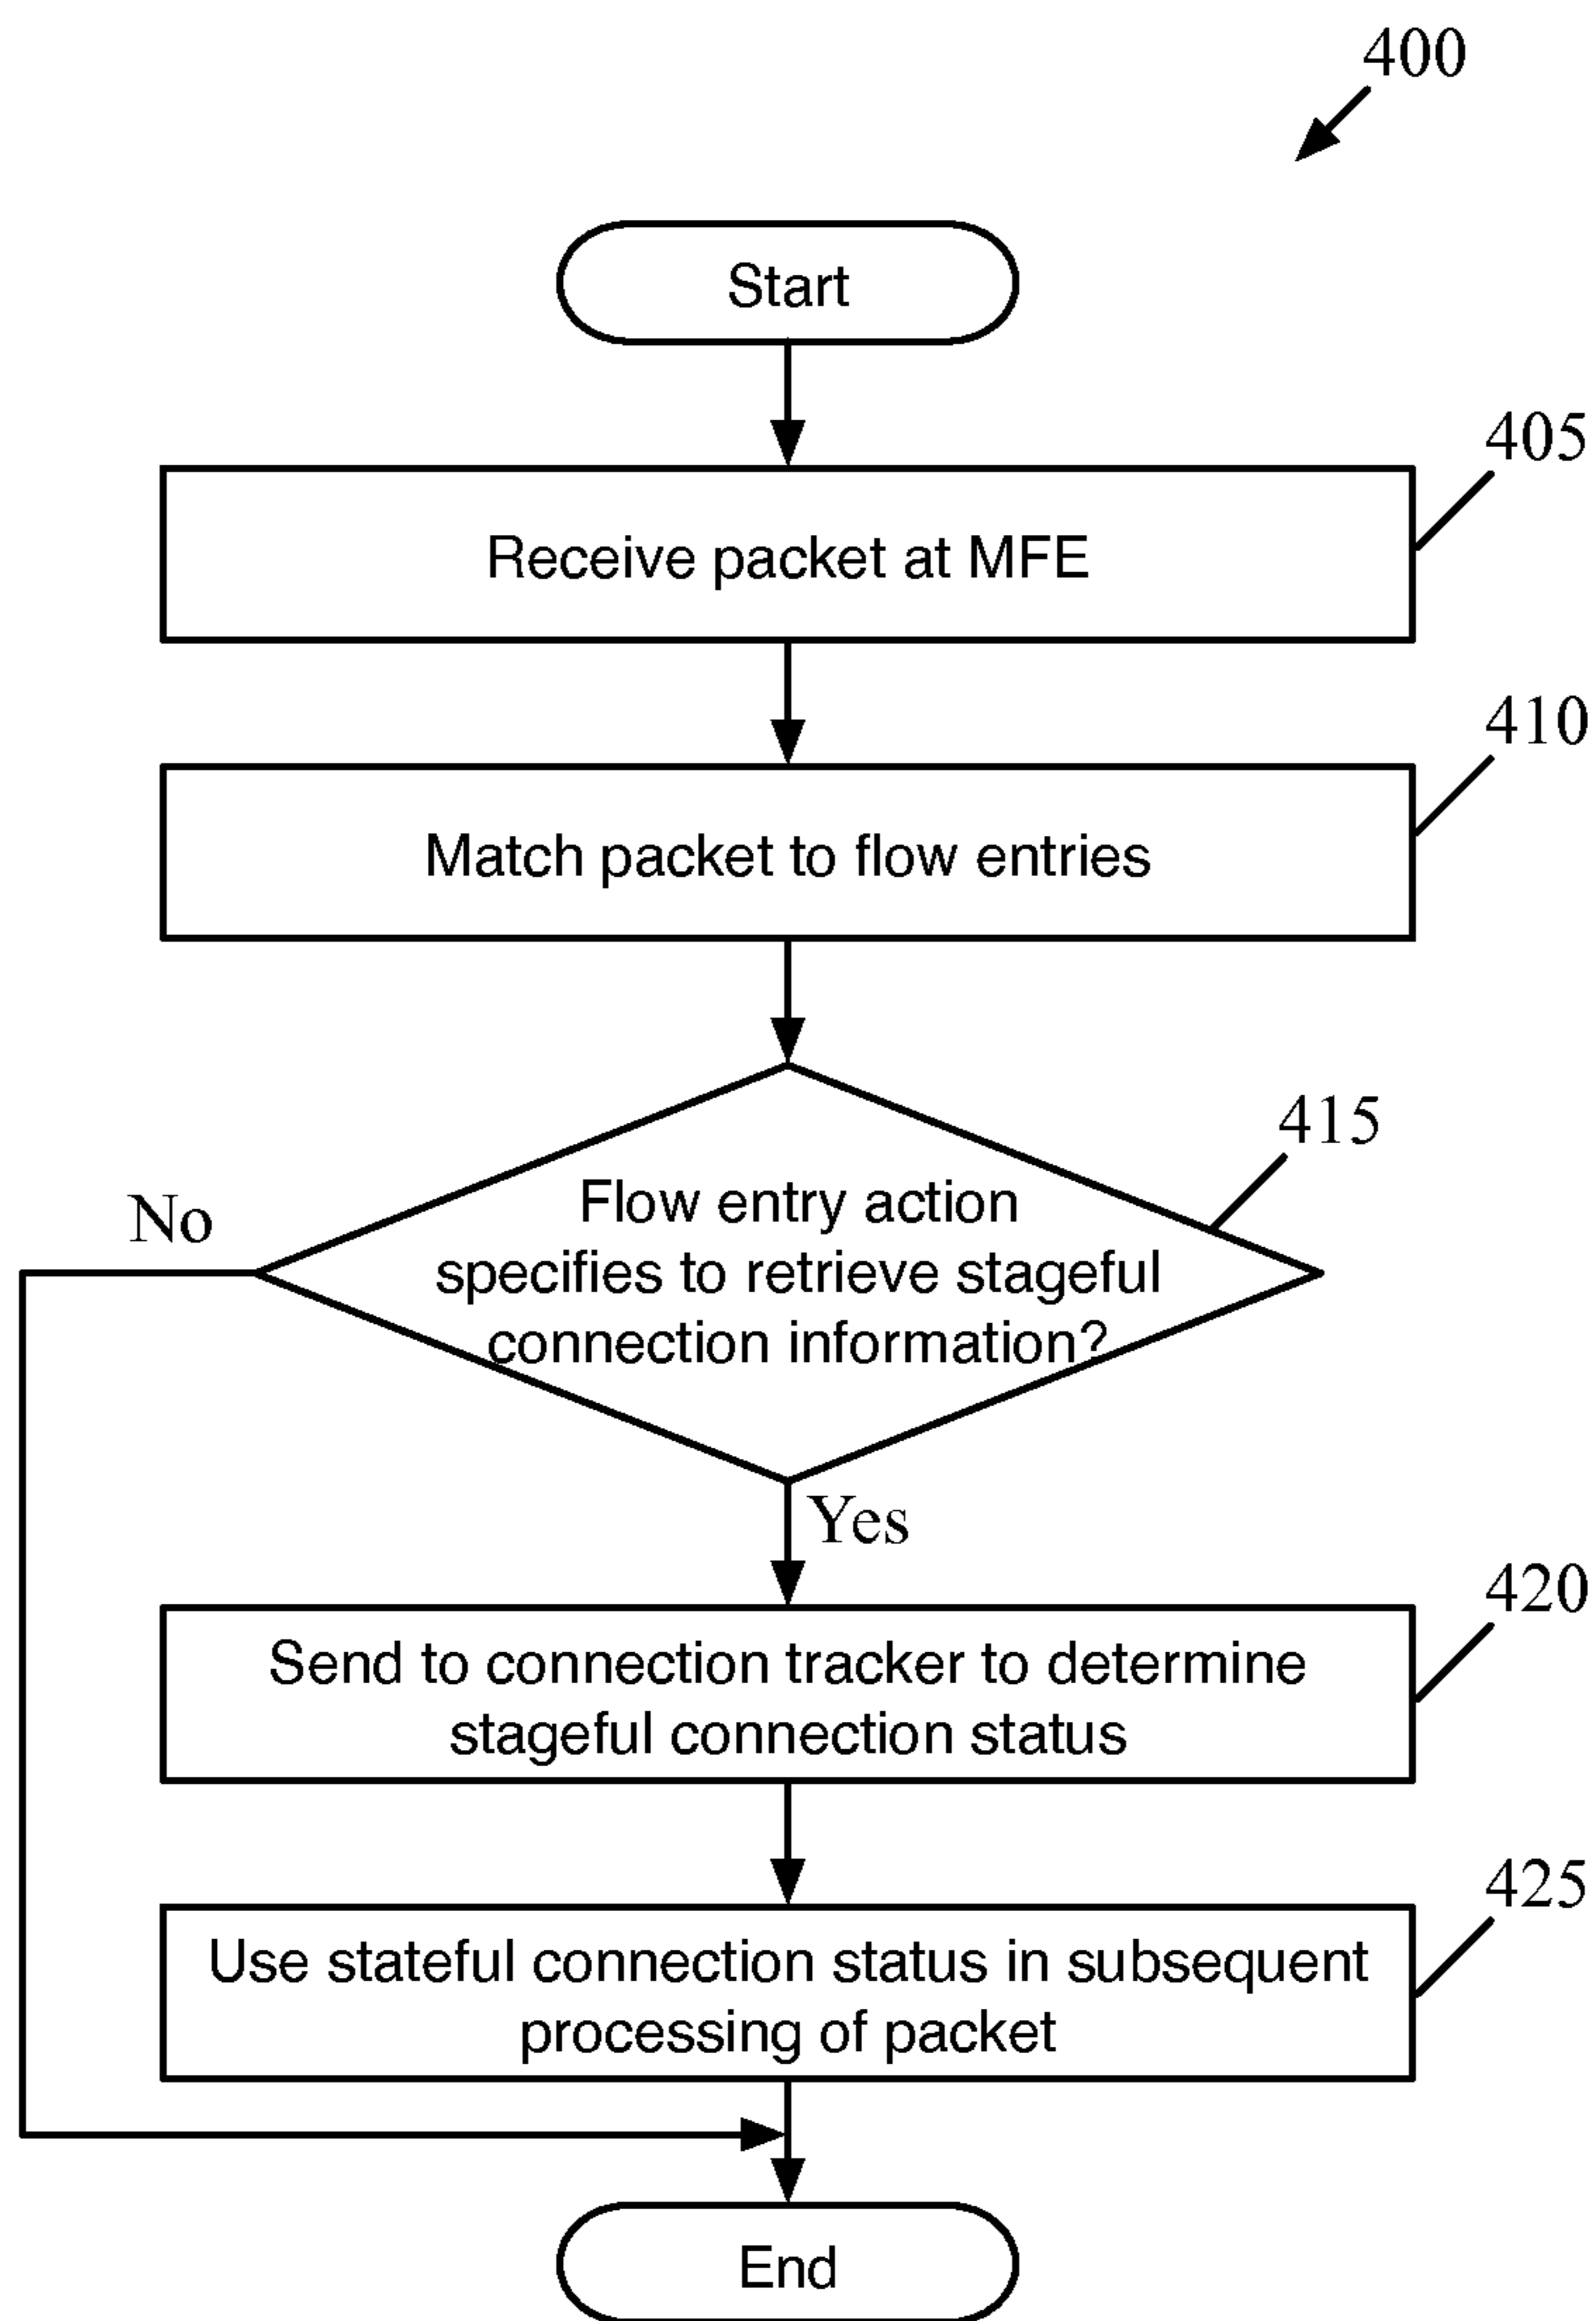 400
Start
405
Receive packet at MFE
410
Match packet to flow entries
415
No
Flow entry action
specifies to retrieve stageful
connection information?
Yes
420
Send to connection tracker to determine
stageful connection status
425
Use stateful connection status in subsequent
processing of packet
End